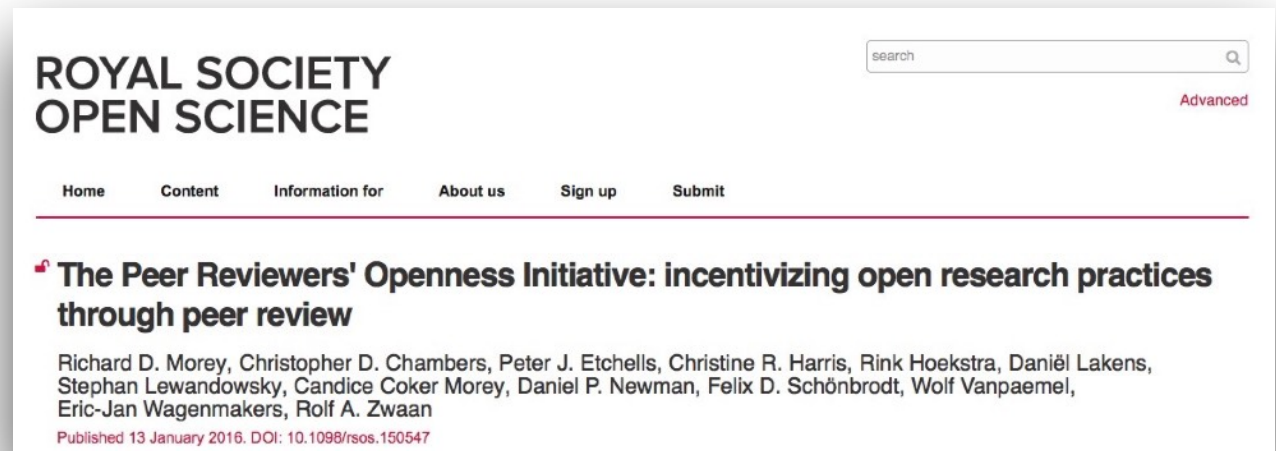 ROYAL SOCIETY
OPEN SCIENCE
search
Advanced
Home Content Information for About us Sign up Submit
The Peer Reviewers' Openness Initiative: incentivizing open research practices
through peer review
Richard D. Morey, Christopher D. Chambers, Peter J. Etchells, Christine R. Harris, Rink Hoekstra, Daniël Lakens,
Stephan Lewandowsky, Candice Coker Morey, Daniel P. Newman, Felix D. Schönbrodt, Wolf Vanpaemel,
Eric-Jan Wagenmakers, Rolf A. Zwaan
Published 13 January 2016. DOI: 10.1098/rsos.150547